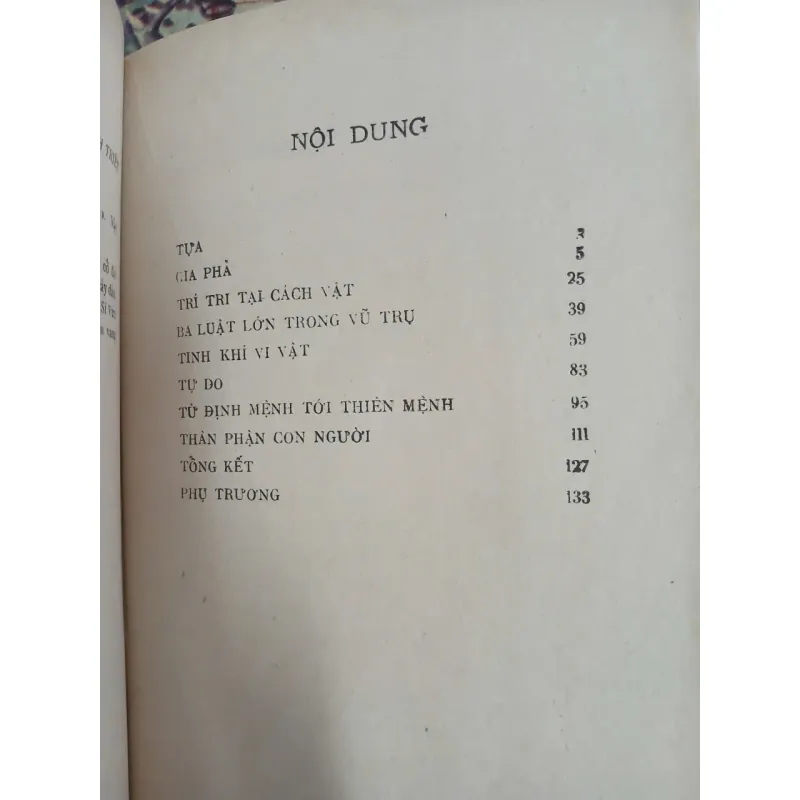 NỘI DUNG
TỰA 3
GIA PHẢ 5
TRÍ TRI TẠI CÁCH VẬT 25
BA LUẬT LỚN TRONG VŨ TRỤ 39
TINH KHÍ VI VẬT 59
TỰ DO 83
TỪ ĐỊNH MỆNH TỚI THIÊN MỆNH 95
THÂN PHẬN CON NGƯỜI 111
TỔNG KẾT 127
PHỤ TRƯƠNG 133